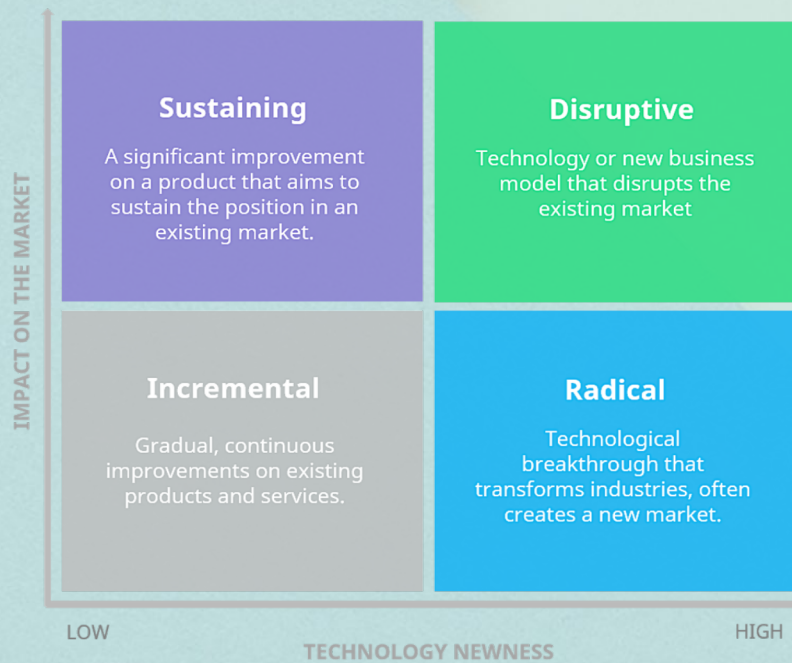 IMPACT ON THE MARKET
Sustaining
A significant improvement
on a product that aims to
sustain the position in an
existing market.
Disruptive
Technology or new business
model that disrupts the
existing market
Incremental
Gradual, continuous
improvements on existing
products and services.
Radical
Technological
breakthrough that
transforms industries, often
creates a new market.
LOW
HIGH
TECHNOLOGY NEWNESS